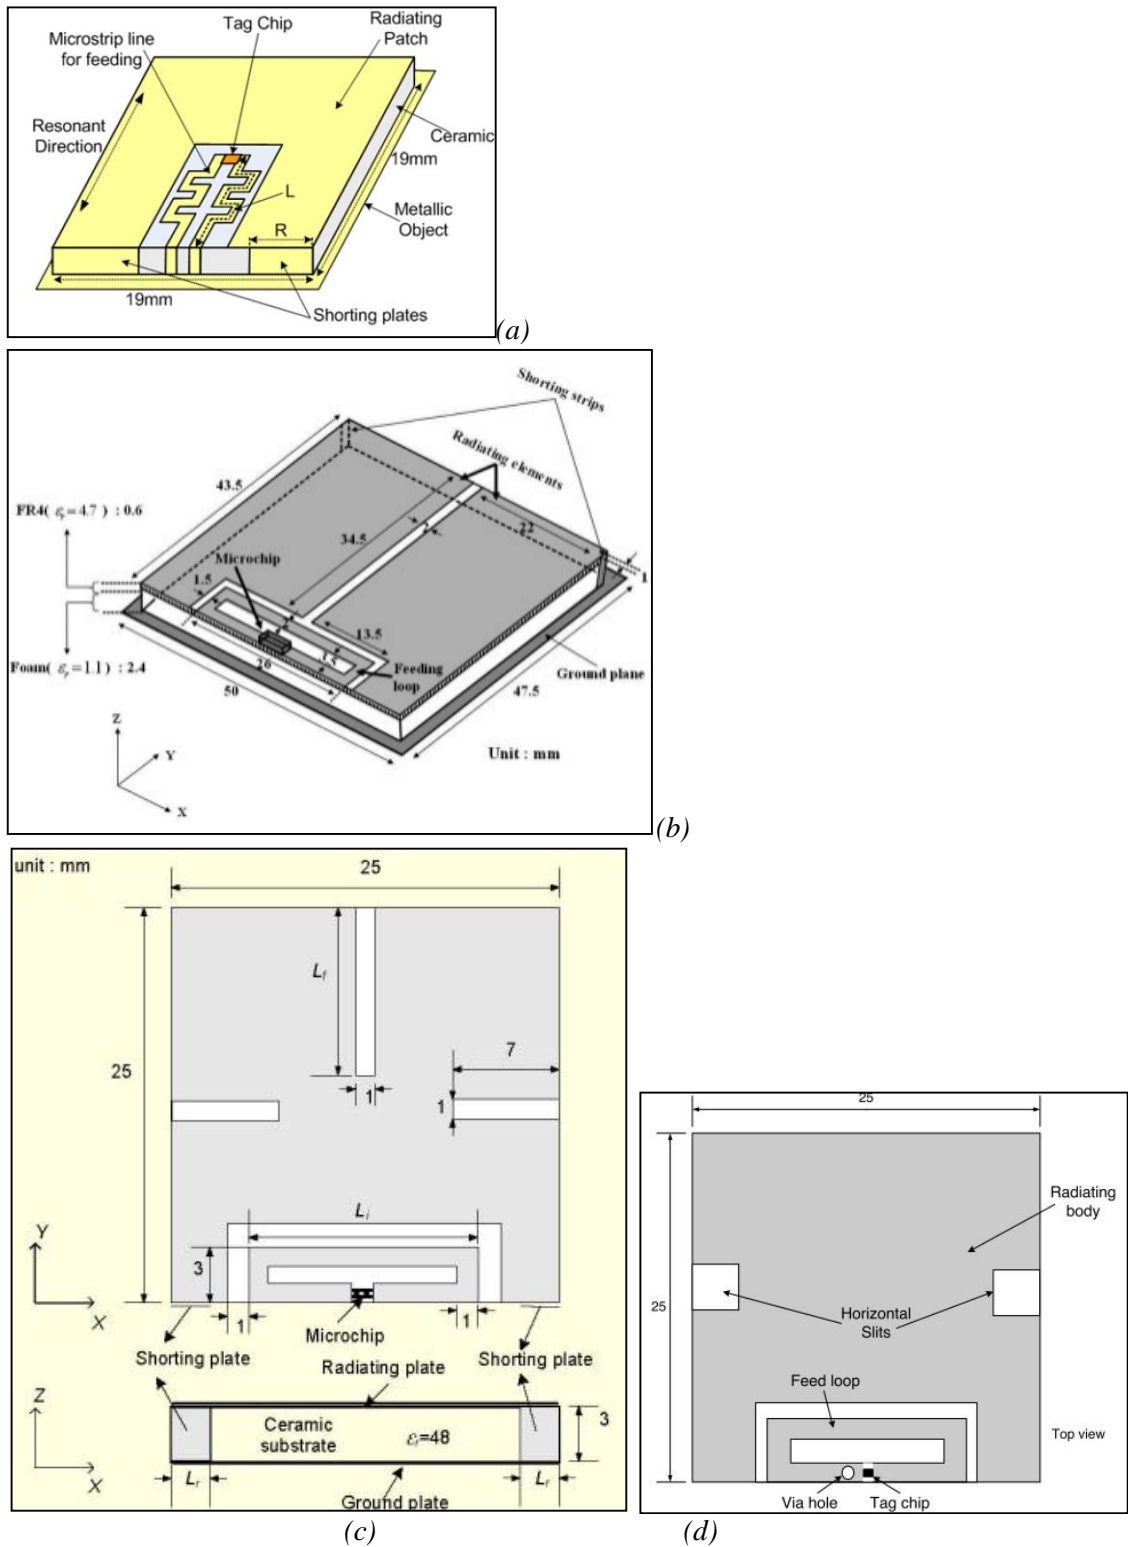 Tag Chip
Radiating
Patch
Microstrip line
for feeding
Resonant
Direction
Ceramic
19mm
L
Metallic
Object
R
19mm
Shorting plates
(a)
Shorting strips
Radiating elements
43.5
FR4( εr=4.7 ) : 0.6
34.5
2
22
Microchip
1
1.5
13.5
3.5
26
Feeding
loop
Foam( εr=1.1) : 2.4
50
Ground plane
47.5
Z
Y
X
Unit : mm
(b)
unit : mm
25
Lf
25
7
1
1
Li
3
Y
X
1
1
Microchip
Shorting plate
Shorting plate
Radiating plate
Z
Ceramic
substrate
εr=48
3
X
Lr
Lr
Ground plate
(c)
25
Radiating
body
25
Horizontal
Slits
Feed loop
Top view
Via hole
Tag chip
(d)